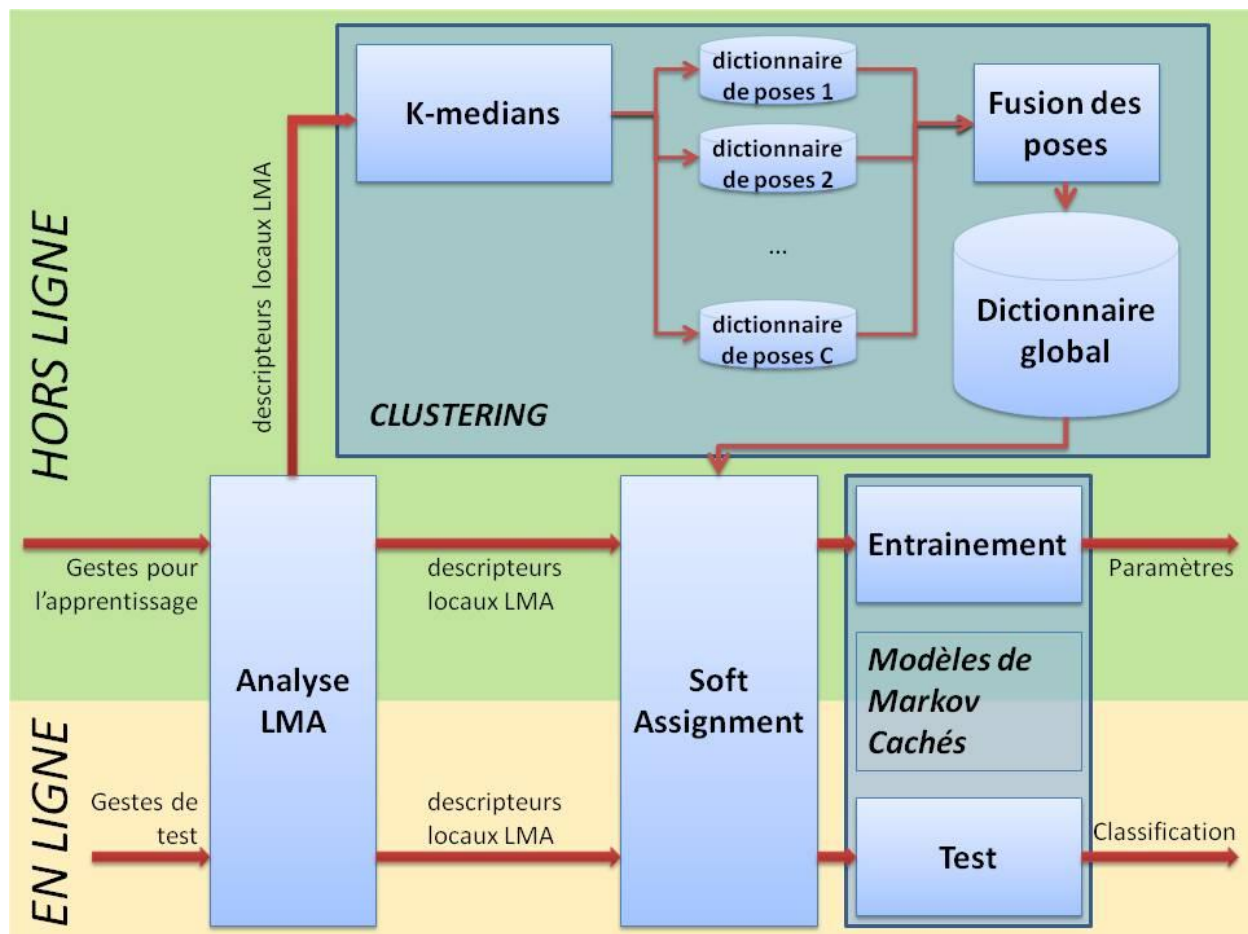 HORS LIGNE
K-medians
dictionnaire
de poses 1
dictionnaire
de poses 2
...
dictionnaire
de poses C
Fusion des
poses
Dictionnaire
global
CLUSTERING
descripteurs locaux LMA
Gestes pour
l'apprentissage
descripteurs
locaux LMA
Entrainement
Paramètres
Analyse
LMA
Soft
Assignment
Modèles de
Markov
Cachés
EN LIGNE
Gestes de
test
descripteurs
locaux LMA
Test
Classification